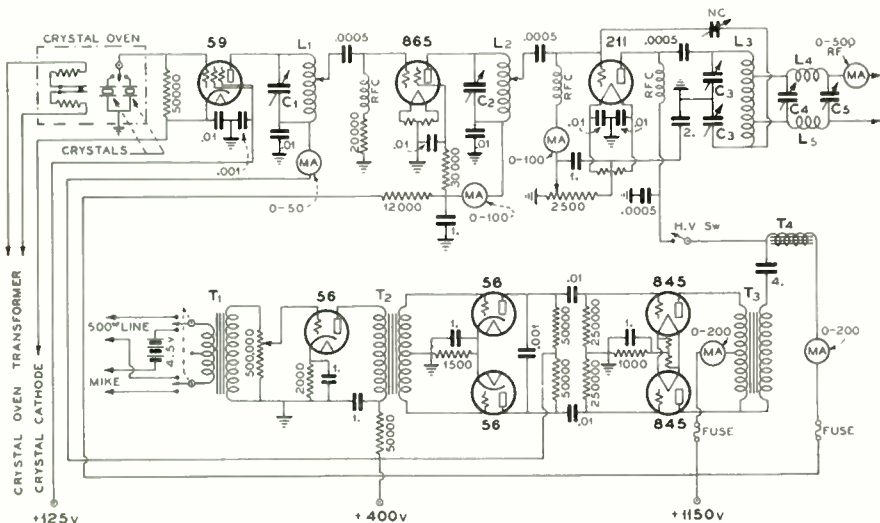 CRYSTAL OVEN
59
L1
.0005
865
L2
.0005
211
NC
.0005
L3
L4
0-500
RF
MA
50000
C1
.01
.01
.001
CRYSTALS
MA
0-50
RFC
20000
.01
30000
C2
.01
MA
0-100
12000
1.
RFC
MA
0-100
.01
.01
1.
2500
RFC
.0005
2.
C3
C3
C4
C5
L5
H.V SW
T4
4.
CRYSTAL OVEN TRANSFORMER
CRYSTAL CATHODE
500ω LINE
4.5v
MIKE
T1
500,000
56
2000
1.
1.
T2
50000
56
1.
1500
56
.001
.01
50000
50000
.01
250000
250000
845
1.
1000
845
T3
0-200
MA
FUSE
0-200
MA
FUSE
+125v
+400v
+1150v